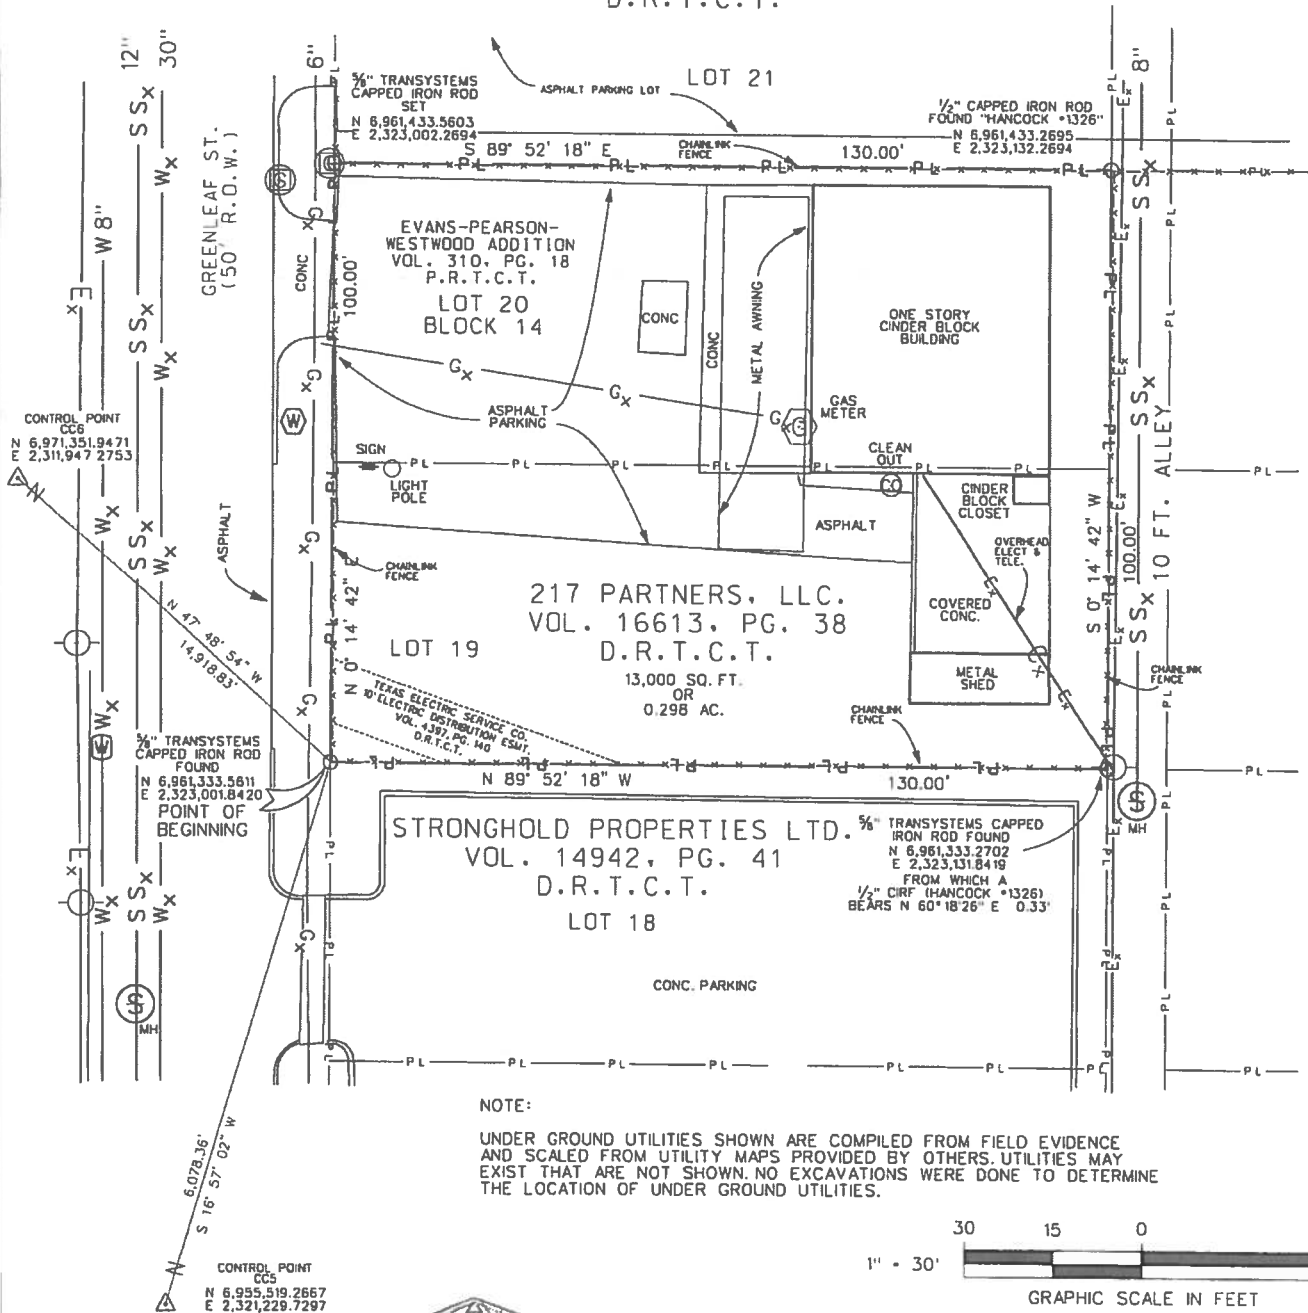 D.R.T.C.T.
12"
30"
9"
8"
LOT 21
ASPHALT PARKING LOT
5/8" TRANSYSTEMS
CAPPED IRON ROD
SET
N 6,961,433.5603
E 2,323,002.2694
1/2" CAPPED IRON ROD
FOUND "HANCOCK #1326"
N 6,961,433.2695
E 2,323,132.2694
S 89° 52' 18" E
CHAINLINK
FENCE
130.00'
GREENLEAF ST.
(50' R.O.W.)
W 8"
CONC
100.00'
EVANS-PEARSON-
WESTWOOD ADDITION
VOL. 310, PG. 18
P.R.T.C.T.
LOT 20
BLOCK 14
CONC
CONC
METAL AWNING
ONE STORY
CINDER BLOCK
BUILDING
ASPHALT
PARKING
GAS
METER
CLEAN
OUT
SIGN
LIGHT
POLE
CONTROL POINT
CC6
N 6,971,351.9471
E 2,311,947.2753
N 47° 48' 54" W
14,918.83'
ASPHALT
CHAINLINK
FENCE
N 0° 14' 42" E
ASPHALT
CINDER
BLOCK
CLOSET
OVERHEAD
ELECT &
TELE.
COVERED
CONC.
METAL
SHED
S 0° 14' 42" W
100.00'
10 FT. ALLEY
CHAINLINK
FENCE
217 PARTNERS, LLC.
VOL. 16613, PG. 38
D.R.T.C.T.
13,000 SQ. FT.
OR
0.298 AC.
LOT 19
TEXAS ELECTRIC SERVICE CO.
10' ELECTRIC DISTRIBUTION ESMT.
VOL. 4397, PG. 140
D.R.T.C.T.
CHAINLINK
FENCE
N 89° 52' 18" W
130.00'
5/8" TRANSYSTEMS
CAPPED IRON ROD
FOUND
N 6,961,333.5611
E 2,323,001.8420
POINT OF
BEGINNING
STRONGHOLD PROPERTIES LTD.
VOL. 14942, PG. 41
D.R.T.C.T.
LOT 18
CONC. PARKING
5/8" TRANSYSTEMS CAPPED
IRON ROD FOUND
N 6,961,333.2702
E 2,323,131.8419
FROM WHICH A
1/2" CIRF (HANCOCK #1326)
BEARS N 60°18'26" E 0.33'
MH
MH
6,078.36'
S 16° 57' 02" W
CONTROL POINT
CC5
N 6,955,519.2667
E 2,321,229.7297
NOTE:
UNDER GROUND UTILITIES SHOWN ARE COMPILED FROM FIELD EVIDENCE
AND SCALED FROM UTILITY MAPS PROVIDED BY OTHERS. UTILITIES MAY
EXIST THAT ARE NOT SHOWN. NO EXCAVATIONS WERE DONE TO DETERMINE
THE LOCATION OF UNDER GROUND UTILITIES.
30 15 0
1" = 30'
GRAPHIC SCALE IN FEET